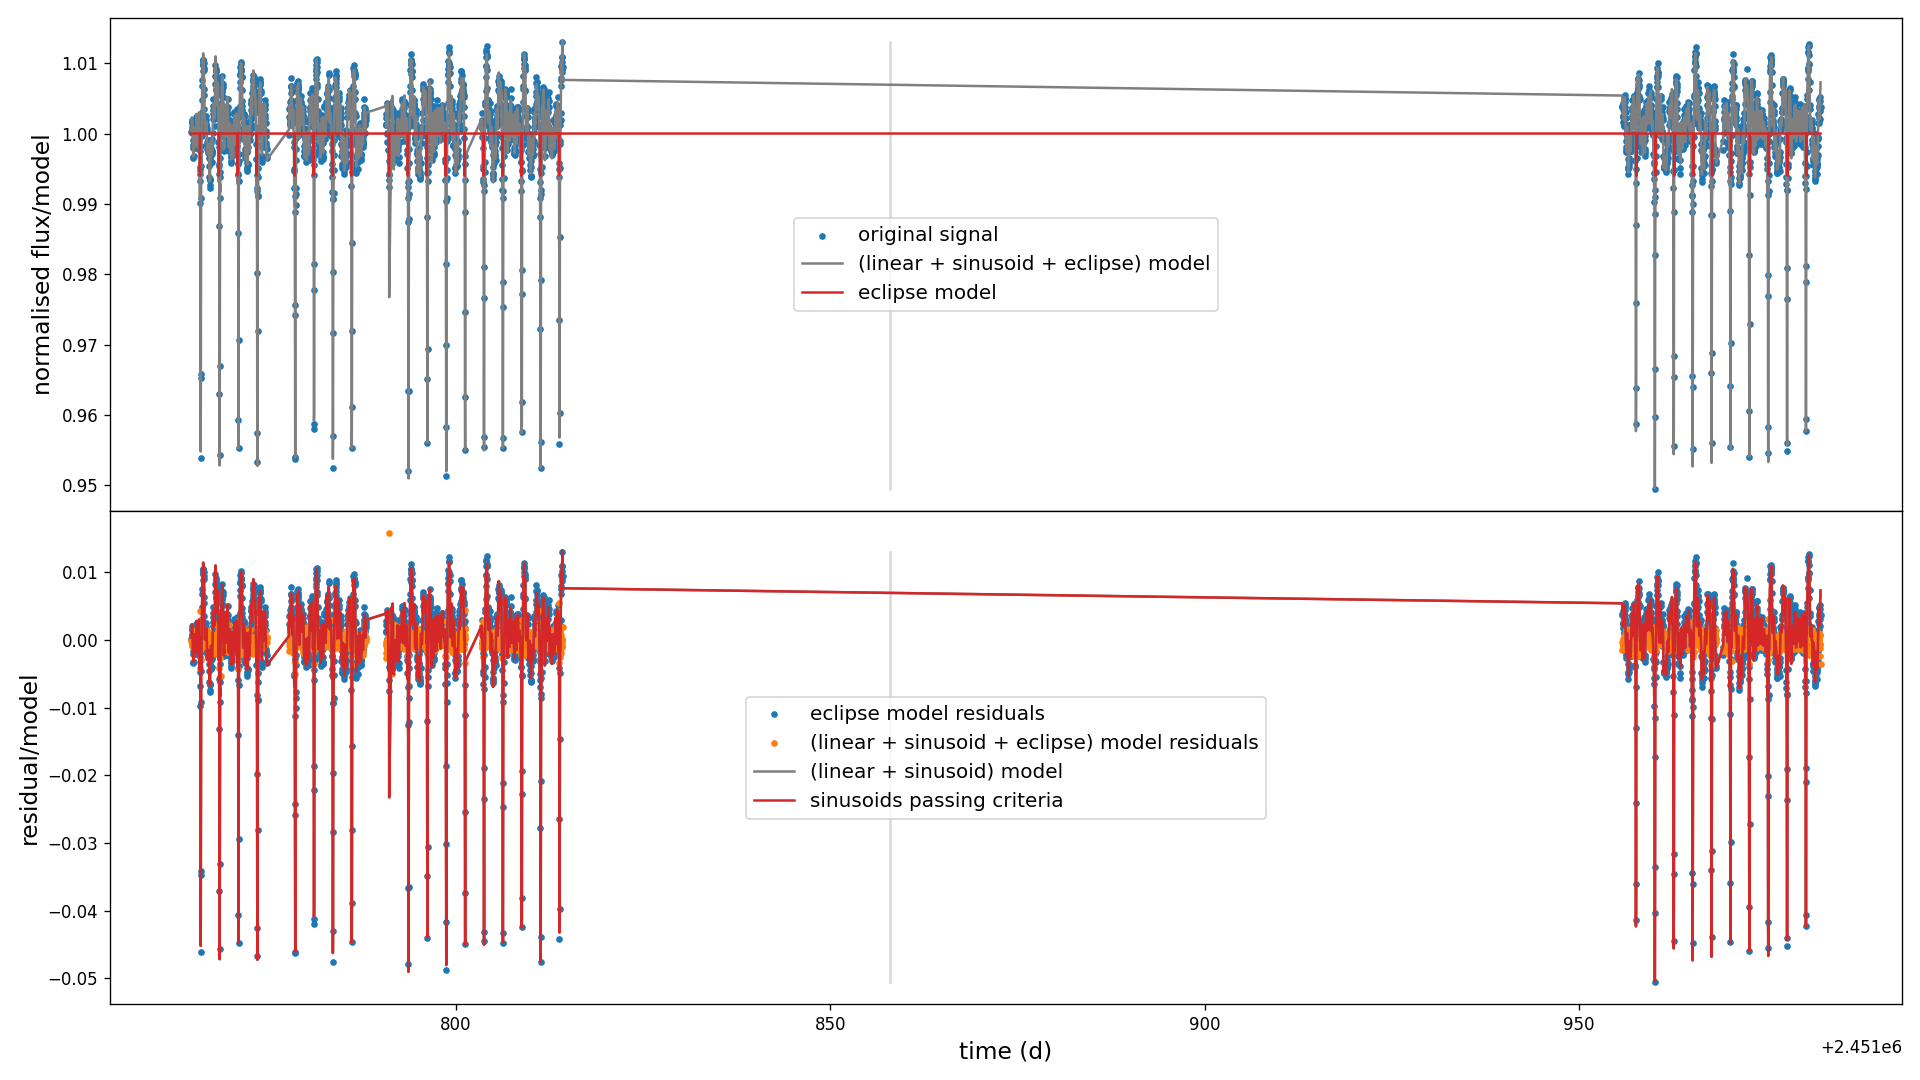 normalised flux/model
1.01
1.00
0.99
0.98
0.97
0.96
0.95
original signal
(linear + sinusoid + eclipse) model
eclipse model
residual/model
0.01
0.00
−0.01
−0.02
−0.03
−0.04
−0.05
eclipse model residuals
(linear + sinusoid + eclipse) model residuals
(linear + sinusoid) model
sinusoids passing criteria
800
850
900
950
time (d)
+2.451e6